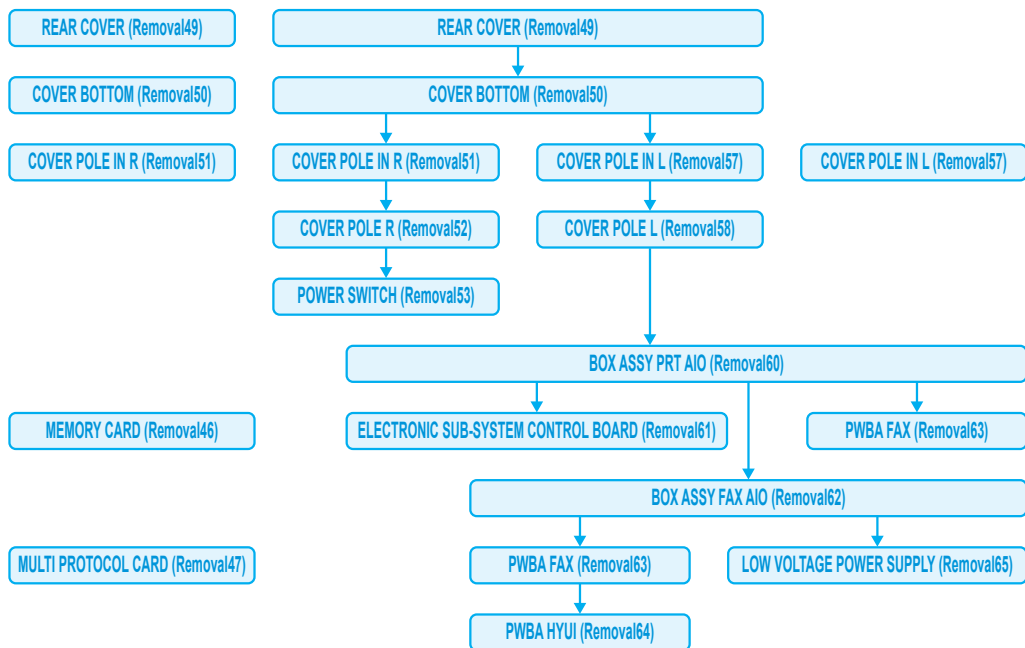 REAR COVER (Removal49)
REAR COVER (Removal49)
COVER BOTTOM (Removal50)
COVER BOTTOM (Removal50)
COVER POLE IN R (Removal51)
COVER POLE IN R (Removal51)
COVER POLE IN L (Removal57)
COVER POLE IN L (Removal57)
COVER POLE R (Removal52)
COVER POLE L (Removal58)
POWER SWITCH (Removal53)
BOX ASSY PRT AIO (Removal60)
MEMORY CARD (Removal46)
ELECTRONIC SUB-SYSTEM CONTROL BOARD (Removal61)
PWBA FAX (Removal63)
BOX ASSY FAX AIO (Removal62)
MULTI PROTOCOL CARD (Removal47)
PWBA FAX (Removal63)
LOW VOLTAGE POWER SUPPLY (Removal65)
PWBA HYUI (Removal64)